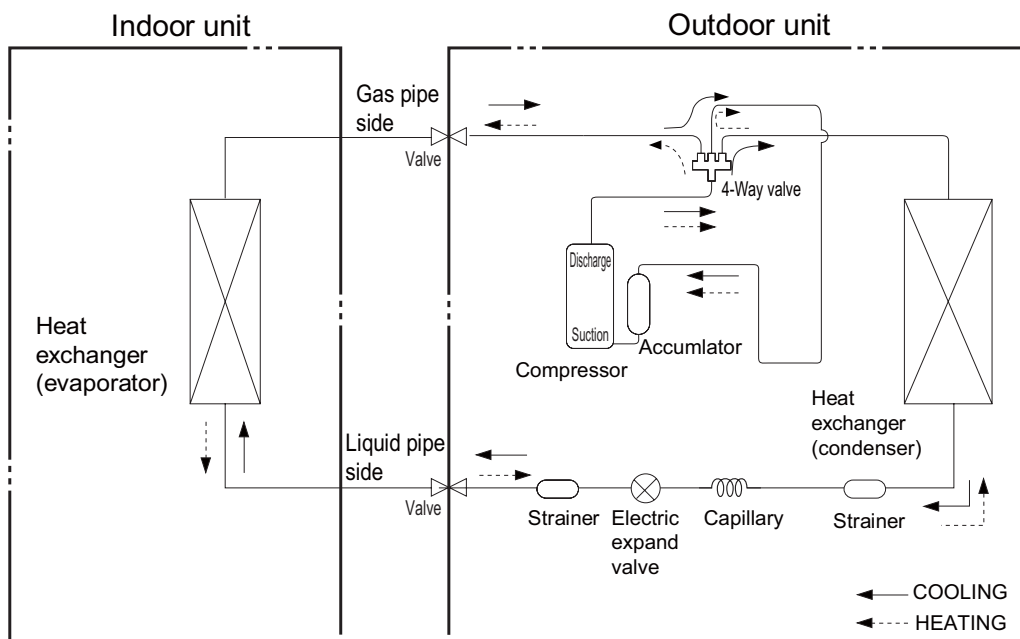 Indoor unit
Outdoor unit
Gas pipe
side
Valve
4-Way valve
Discharge
Suction
Compressor
Accumlator
Heat
exchanger
(evaporator)
Heat
exchanger
(condenser)
Liquid pipe
side
Valve
Strainer
Electric
expand
valve
Capillary
Strainer
COOLING
HEATING